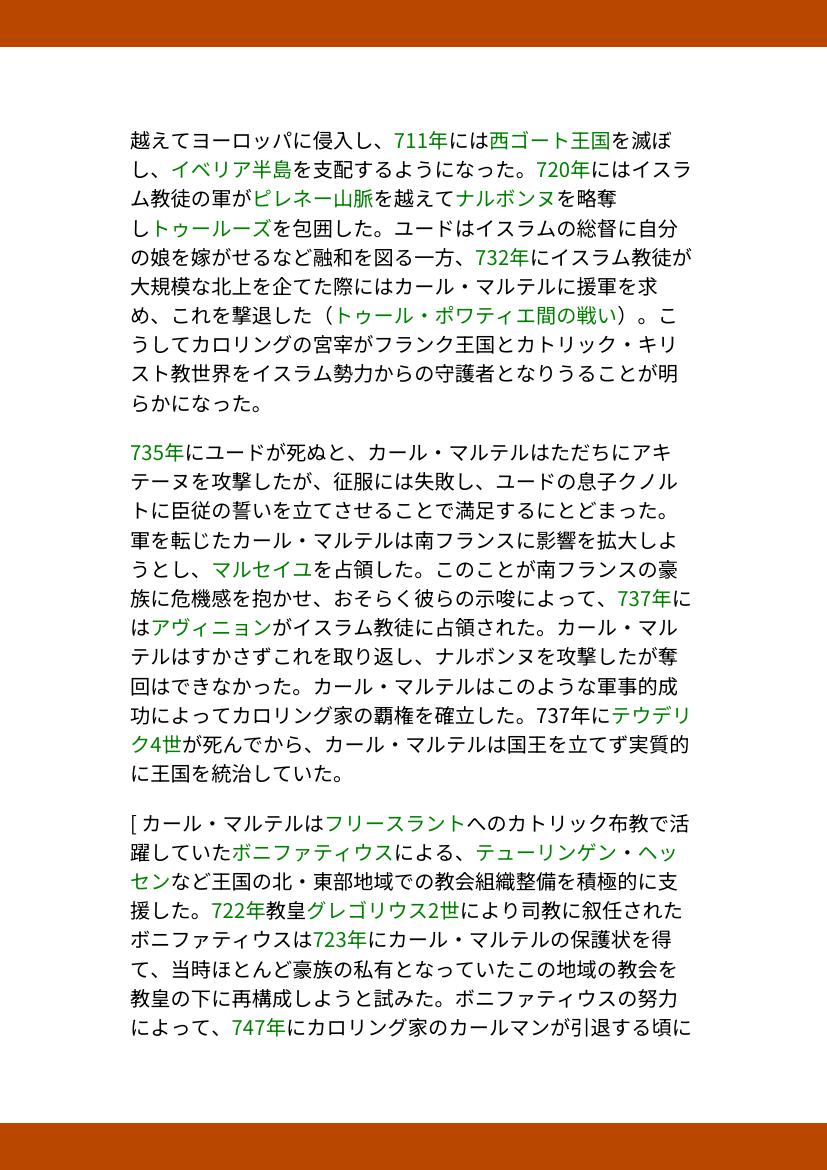 越えてヨーロッパに侵入し、711年には西ゴート王国を滅ぼ
し、イベリア半島を支配するようになった。720年にはイスラ
ム教徒の軍がピレネー山脈を越えてナルボンヌを略奪
しトゥールーズを包囲した。ユードはイスラムの総督に自分
の娘を嫁がせるなど融和を図る一方、732年にイスラム教徒が
大規模な北上を企てた際にはカール・マルテルに援軍を求
め、これを撃退した（トゥール・ポワティエ間の戦い）。こ
うしてカロリングの宮宰がフランク王国とカトリック・キリ
スト教世界をイスラム勢力からの守護者となりうることが明
らかになった。
735年にユードが死ぬと、カール・マルテルはただちにアキ
テーヌを攻撃したが、征服には失敗し、ユードの息子クノル
トに臣従の誓いを立てさせることで満足するにとどまった。
軍を転じたカール・マルテルは南フランスに影響を拡大しよ
うとし、マルセイユを占領した。このことが南フランスの豪
族に危機感を抱かせ、おそらく彼らの示唆によって、737年に
はアヴィニョンがイスラム教徒に占領された。カール・マル
テルはすかさずこれを取り返し、ナルボンヌを攻撃したが奪
回はできなかった。カール・マルテルはこのような軍事的成
功によってカロリング家の覇権を確立した。737年にテウデリ
ク4世が死んでから、カール・マルテルは国王を立てず実質的
に王国を統治していた。
[ カール・マルテルはフリースラントへのカトリック布教で活
躍していたボニファティウスによる、テューリンゲン・ヘッ
センなど王国の北・東部地域での教会組織整備を積極的に支
援した。722年教皇グレゴリウス2世により司教に叙任された
ボニファティウスは723年にカール・マルテルの保護状を得
て、当時ほとんど豪族の私有となっていたこの地域の教会を
教皇の下に再構成しようと試みた。ボニファティウスの努力
によって、747年にカロリング家のカールマンが引退する頃に